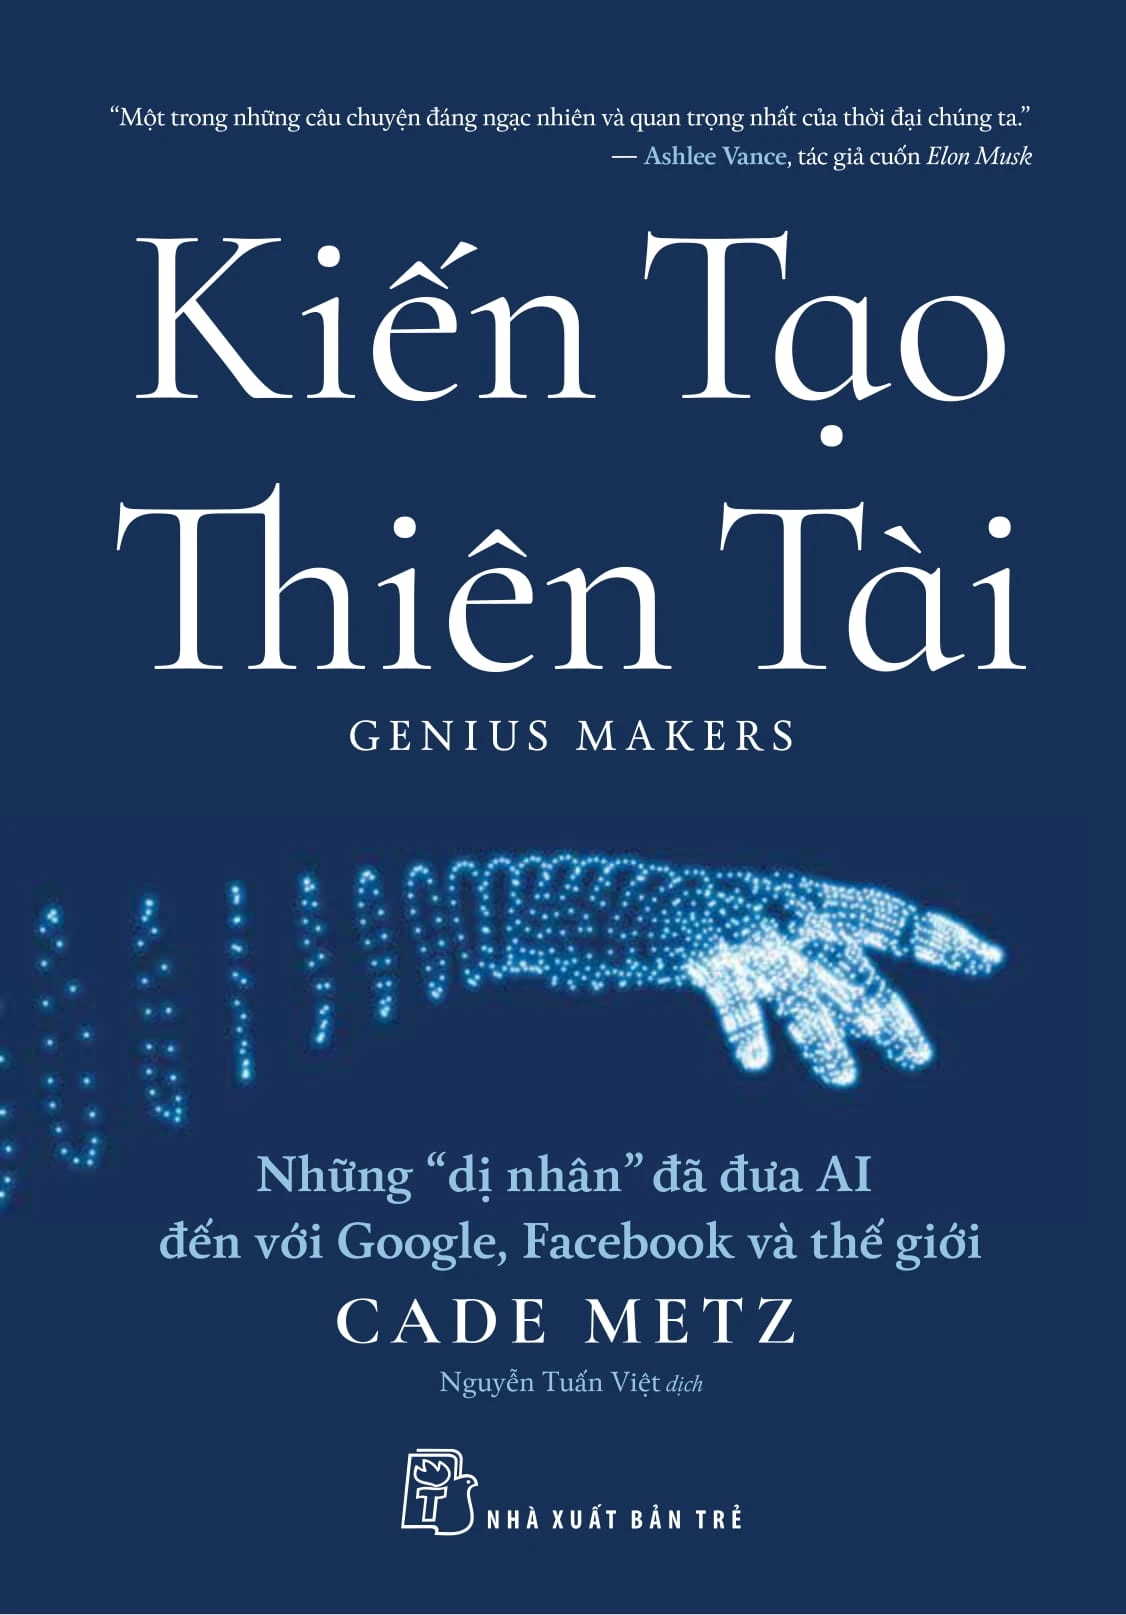 “Một trong những câu chuyện đáng ngạc nhiên và quan trọng nhất của thời đại chúng ta.”
— Ashlee Vance, tác giả cuốn Elon Musk
Kiến Tạo
Thiên Tài
GENIUS MAKERS
Những “dị nhân” đã đưa AI
đến với Google, Facebook và thế giới
CADE METZ
Nguyễn Tuấn Việt dịch
T
NHÀ XUẤT BẢN TRẺ